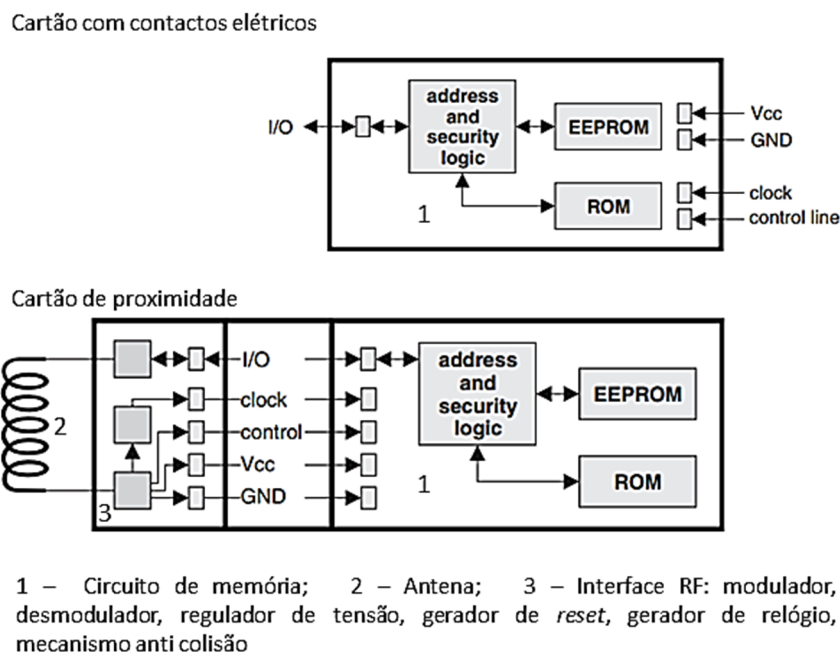 Cartão com contactos elétricos
address
and
security
logic
I/O
EEPROM
Vcc
GND
ROM
clock
control line
1
Cartão de proximidade
I/O
clock
control
Vcc
GND
2
3
address
and
security
logic
EEPROM
ROM
1
1 – Circuito de memória; 2 – Antena; 3 – Interface RF: modulador,
desmodulador, regulador de tensão, gerador de reset, gerador de relógio,
mecanismo anti colisão